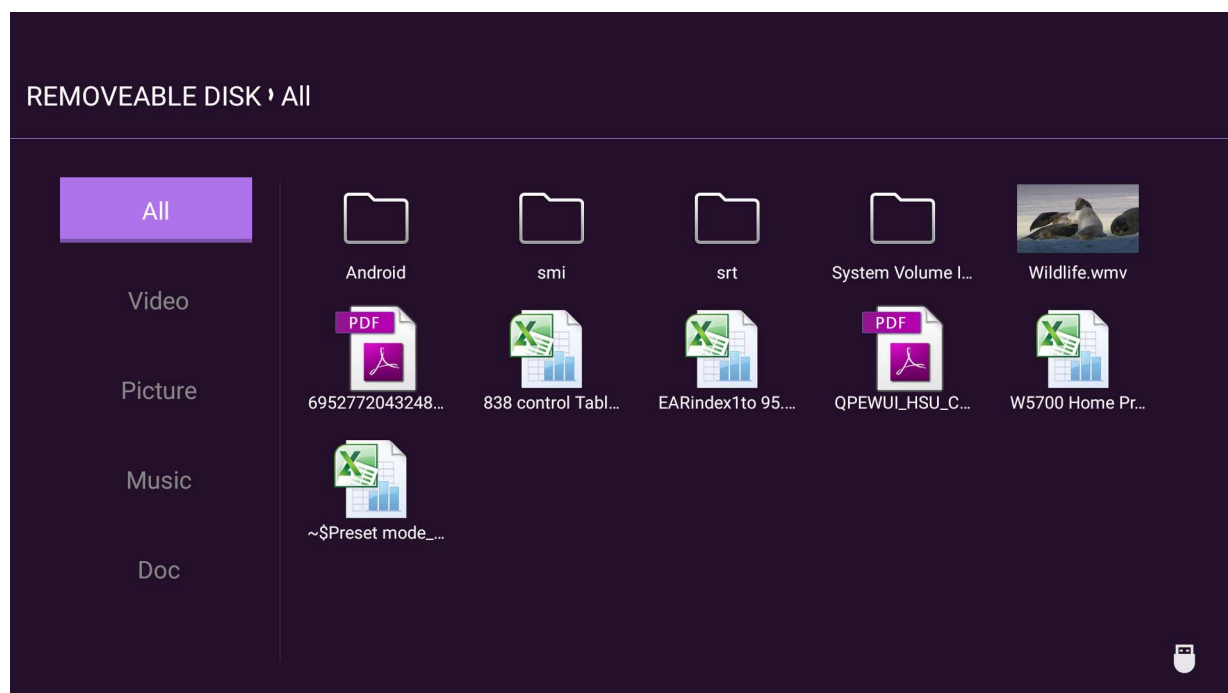 REMOVEABLE DISK All
All
Video
Picture
Music
Doc
Android
smi
srt
System Volume I...
Wildlife.wmv
PDF
PDF
6952772043248...
838 control Tabl...
EARindex1to 95....
QPEWUI_HSU_C...
W5700 Home Pr...
~$Preset mode_...